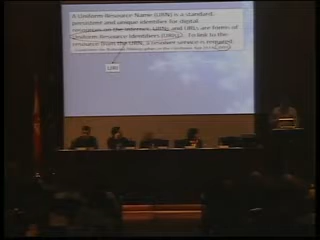 A Uniform Resource Name (URN) is a standard,
persistent and unique identifier for digital
resources on the Internet. URNs and URLs are forms of
Uniform Resource Identifiers (URIs). To link to the
resource from the URN, a resolver service is required.
URN